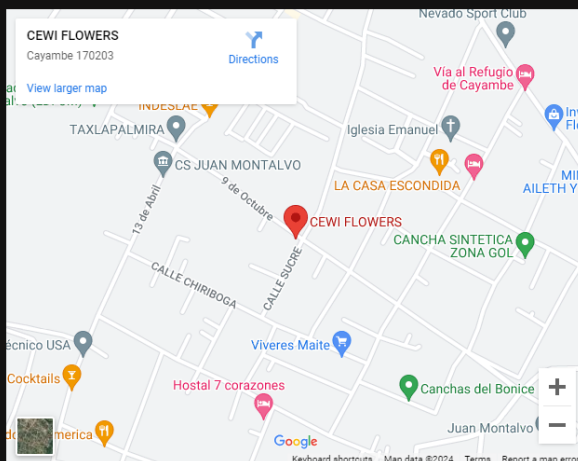 CEWI FLOWERS
Cayambe 170203
Directions
View larger map
Nevado Sport Club
Vía al Refugio
de Cayambe
INDESLAE
TAXLAPALMIRA
Iglesia Emanuel
CS JUAN MONTALVO
LA CASA ESCONDIDA
AILETH Y
9 de Octubre
13 de Abril
CEWI FLOWERS
CANCHA SINTETICA
ZONA GOL
CALLE CHIRIBOGA
CALLE SUCRE
écnico USA
Viveres Maite
Cocktails
Hostal 7 corazones
Canchas del Bonice
merica
Juan Montalvo
Google
Keyboard shortcuts Map data ©2024 Terms Report a map error